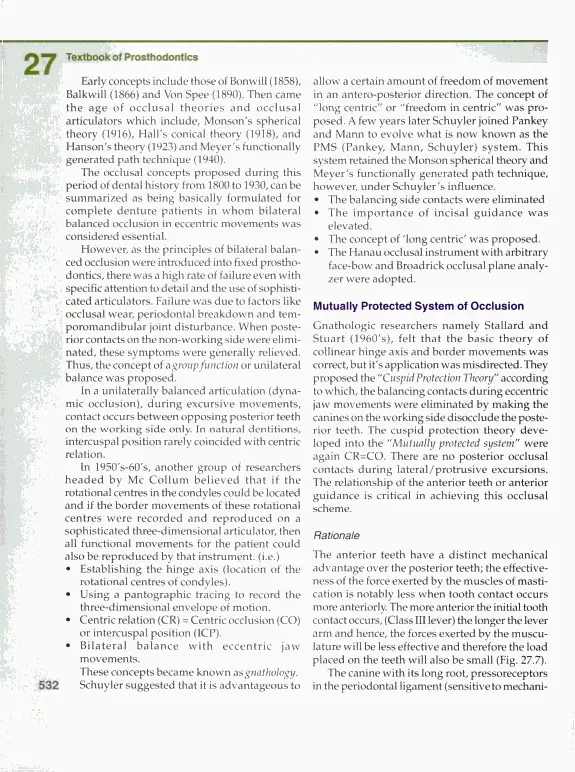 27
Textbook of Prosthodontics
Early concepts include those of Bonwill (1858),
Balkwill (1866) and Von Spee (1890). Then came
the age of occlusal theories and occlusal
articulators which include, Monson's spherical
theory (1916), Hall's conical theory (1918), and
Hanson's theory (1923) and Meyer's functionally
generated path technique (1940).
The occlusal concepts proposed during this
period of dental history from 1800 to 1930, can be
summarized as being basically formulated for
complete denture patients in whom bilateral
balanced occlusion in eccentric movements was
considered essential.
However, as the principles of bilateral balan-
ced occlusion were introduced into fixed prostho-
dontics, there was a high rate of failure even with
specific attention to detail and the use of sophisti-
cated articulators. Failure was due to factors like
occlusal wear, periodontal breakdown and tem-
poromandibular joint disturbance. When poste-
rior contacts on the non-working side were elimi-
nated, these symptoms were generally relieved.
Thus, the concept of a group function or unilateral
balance was proposed.
In a unilaterally balanced articulation (dyna-
mic occlusion), during excursive movements,
contact occurs between opposing posterior teeth
on the working side only. In natural dentitions,
intercuspal position rarely coincided with centric
relation.
In 1950's-60's, another group of researchers
headed by Mc Collum believed that if the
rotational centres in the condyles could be located
and if the border movements of these rotational
centres were recorded and reproduced on a
sophisticated three-dimensional articulator, then
all functional movements for the patient could
also be reproduced by that instrument. (i.e.)
• Establishing the hinge axis (location of the
rotational centres of condyles).
• Using a pantographic tracing to record the
three-dimensional envelope of motion.
• Centric relation (CR) = Centric occlusion (CO)
or intercuspal position (ICP).
• Bilateral balance with eccentric jaw
movements.
These concepts became known as gnathology.
Schuyler suggested that it is advantageous to
532
allow a certain amount of freedom of movement
in an antero-posterior direction. The concept of
"long centric" or "freedom in centric" was pro-
posed. A few years later Schuyler joined Pankey
and Mann to evolve what is now known as the
PMS (Pankey, Mann, Schuyler) system. This
system retained the Monson spherical theory and
Meyer's functionally generated path technique,
however, under Schuyler's influence.
• The balancing side contacts were eliminated
• The importance of incisal guidance was
elevated.
• The concept of 'long centric' was proposed.
• The Hanau occlusal instrument with arbitrary
face-bow and Broadrick occlusal plane analy-
zer were adopted.
Mutually Protected System of Occlusion
Gnathologic researchers namely Stallard and
Stuart (1960's), felt that the basic theory of
collinear hinge axis and border movements was
correct, but it's application was misdirected. They
proposed the "Cuspid Protection Theory" according
to which, the balancing contacts during eccentric
jaw movements were eliminated by making the
canines on the working side disocclude the poste-
rior teeth. The cuspid protection theory deve-
loped into the "Mutually protected system" were
again CR=CO. There are no posterior occlusal
contacts during lateral/protrusive excursions.
The relationship of the anterior teeth or anterior
guidance is critical in achieving this occlusal
scheme.
Rationale
The anterior teeth have a distinct mechanical
advantage over the posterior teeth; the effective-
ness of the force exerted by the muscles of masti-
cation is notably less when tooth contact occurs
more anteriorly. The more anterior the initial tooth
contact occurs, (Class III lever) the longer the lever
arm and hence, the forces exerted by the muscu-
lature will be less effective and therefore the load
placed on the teeth will also be small (Fig. 27.7).
The canine with its long root, pressoreceptors
in the periodontal ligament (sensitive to mechani-